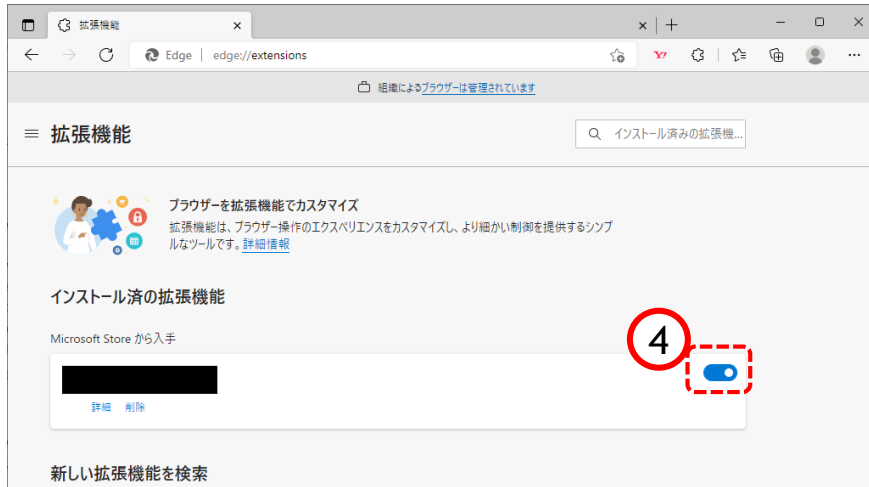 拡張機能
Edge | edge://extensions
組織によるブラウザーは管理されています
拡張機能
インストール済みの拡張機...
ブラウザーを拡張機能でカスタマイズ
拡張機能は、ブラウザー操作のエクスペリエンスをカスタマイズし、より細かい制御を提供するシンプ
ルなツールです。詳細情報
インストール済の拡張機能
Microsoft Store から入手
4
詳細 削除
新しい拡張機能を検索